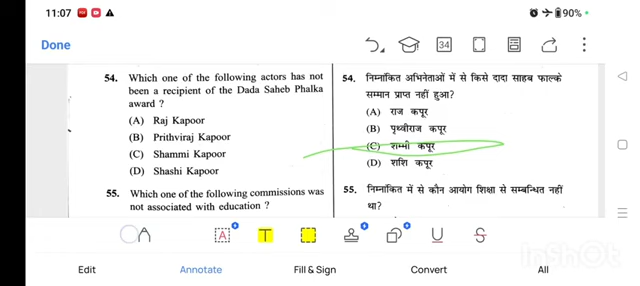 11:07
90%
Done
34
54. Which one of the following actors has not
been a recipient of the Dada Saheb Phalka
award ?
(A) Raj Kapoor
(B) Prithviraj Kapoor
(C) Shammi Kapoor
(D) Shashi Kapoor
55. Which one of the following commissions was
not associated with education ?
54. निम्नांकित अभिनेताओं में से किसे दादा साहब फाल्के
सम्मान प्राप्त नहीं हुआ?
(A) राज कपूर
(B) पृथ्वीराज कपूर
(C) शम्मी कपूर
(D) शशि कपूर
55. निम्नांकित में से कौन आयोग शिक्षा से सम्बन्धित नहीं
था?
A
T
U
S
Edit
Annotate
Fill & Sign
Convert
All
InShOt